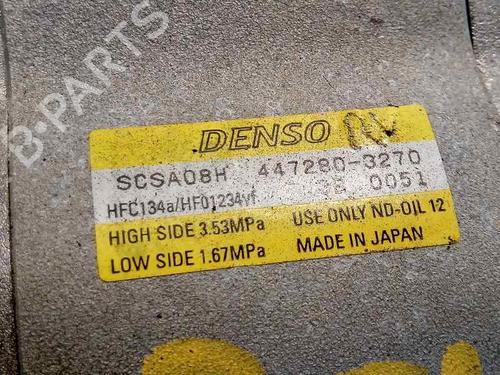 B-PARTS
DENSO
SCSA08H 447280-3270
HFC134a/HFO1234yf 3E 0051
HIGH SIDE 3.53MPa USE ONLY ND-OIL 12
LOW SIDE 1.67MPa MADE IN JAPAN